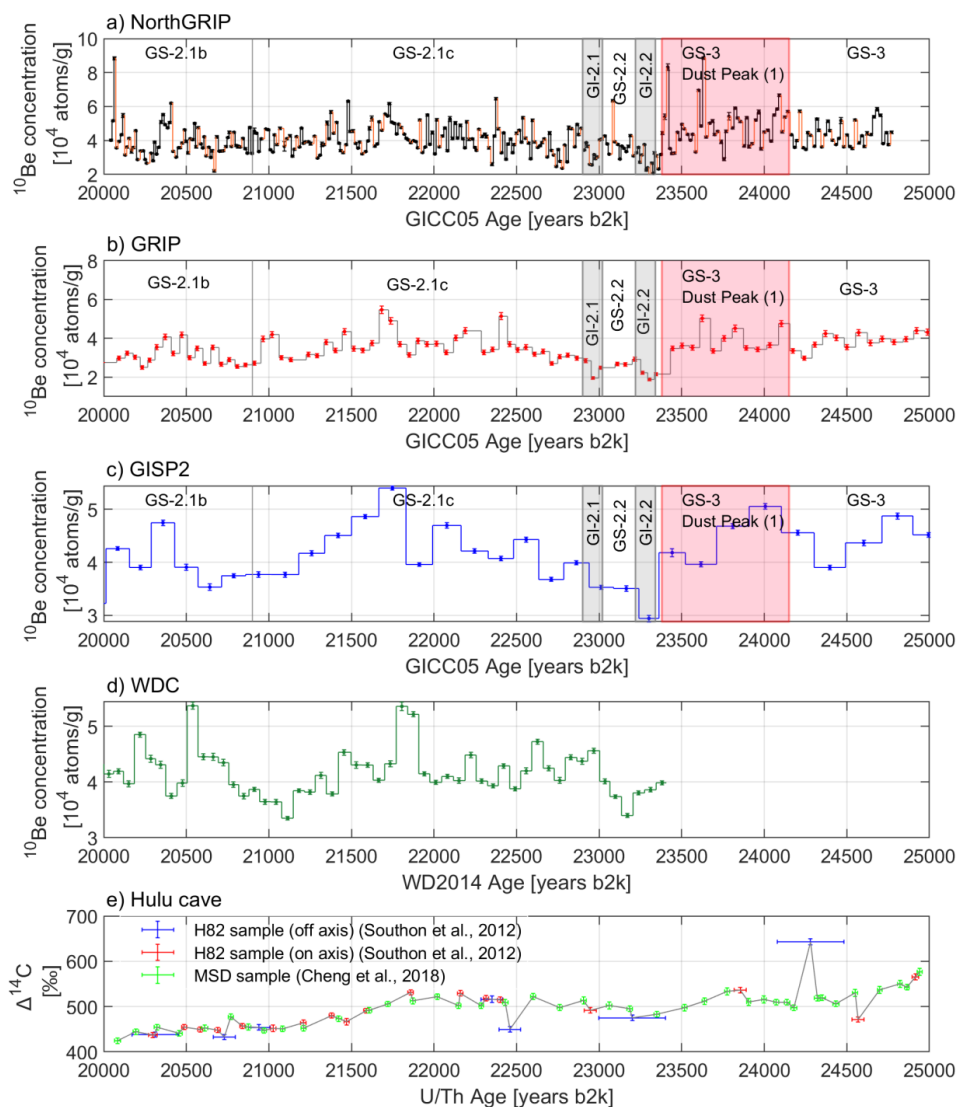 a) NorthGRIP
10
8
6
4
2
¹⁰Be concentration
[10⁴ atoms/g]
GS-2.1b
GS-2.1c
GI-2.1
GS-2.2
GI-2.2
GS-3
Dust Peak (1)
GS-3
20000 20500 21000 21500 22000 22500 23000 23500 24000 24500 25000
GICC05 Age [years b2k]
b) GRIP
8
6
4
2
¹⁰Be concentration
[10⁴ atoms/g]
GS-2.1b
GS-2.1c
GI-2.1
GS-2.2
GI-2.2
GS-3
Dust Peak (1)
GS-3
20000 20500 21000 21500 22000 22500 23000 23500 24000 24500 25000
GICC05 Age [years b2k]
c) GISP2
5
4
3
¹⁰Be concentration
[10⁴ atoms/g]
GS-2.1b
GS-2.1c
GI-2.1
GS-2.2
GI-2.2
GS-3
Dust Peak (1)
GS-3
20000 20500 21000 21500 22000 22500 23000 23500 24000 24500 25000
GICC05 Age [years b2k]
d) WDC
5
4
3
¹⁰Be concentration
[10⁴ atoms/g]
20000 20500 21000 21500 22000 22500 23000 23500 24000 24500 25000
WD2014 Age [years b2k]
e) Hulu cave
700
600
500
400
Δ¹⁴C
[‰]
H82 sample (off axis) (Southon et al., 2012)
H82 sample (on axis) (Southon et al., 2012)
MSD sample (Cheng et al., 2018)
20000 20500 21000 21500 22000 22500 23000 23500 24000 24500 25000
U/Th Age [years b2k]